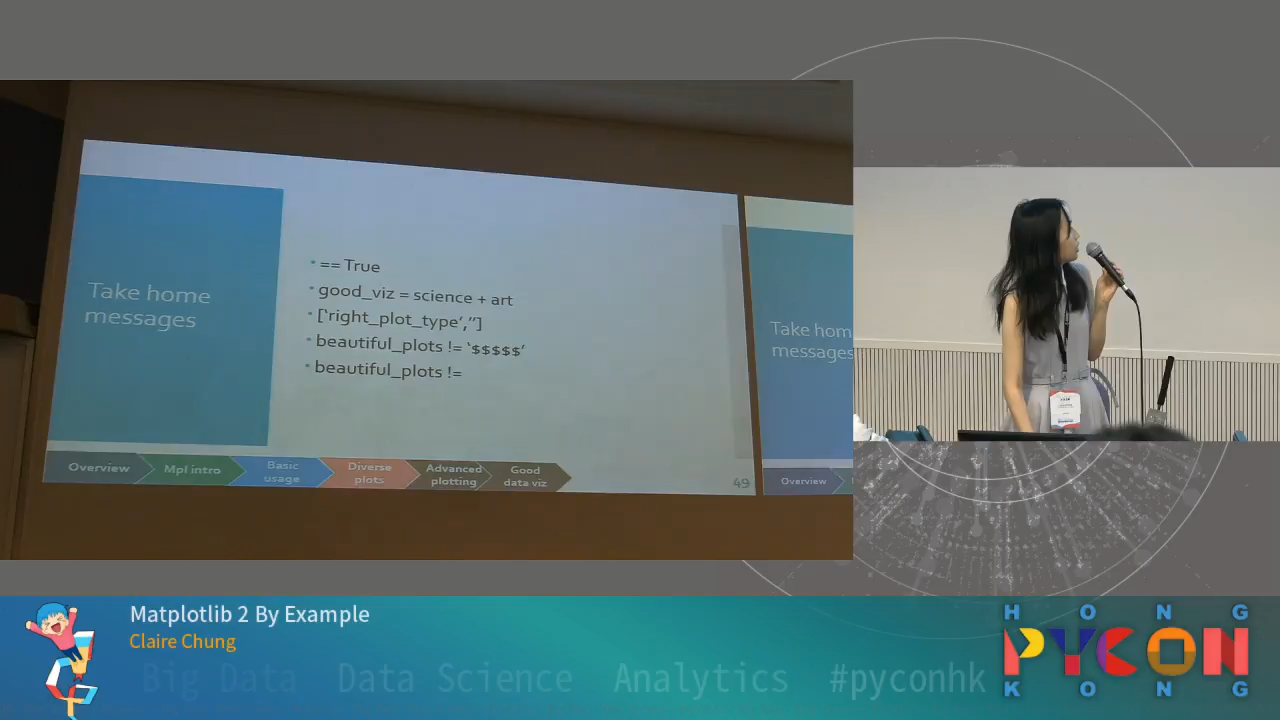 Take home
messages
== True
good_viz = science + art
['right_plot_type','']
beautiful_plots != '$$$$$'
beautiful_plots !=
Overview
Mpl intro
Basic
usage
Diverse
plots
Advanced
plotting
Good
data viz
49
Take hom
messages
Overview
Matplotlib 2 By Example
Claire Chung
Big Data Data Science Analytics #pyconhk
HONG
PYCON
KONG